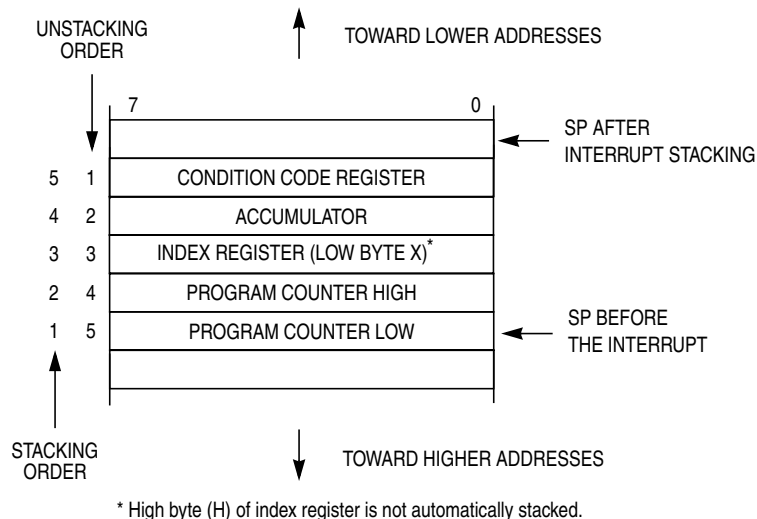 UNSTACKING
ORDER
TOWARD LOWER ADDRESSES
7 0
SP AFTER
INTERRUPT STACKING
5 1 CONDITION CODE REGISTER
4 2 ACCUMULATOR
3 3 INDEX REGISTER (LOW BYTE X)*
2 4 PROGRAM COUNTER HIGH
1 5 PROGRAM COUNTER LOW
SP BEFORE
THE INTERRUPT
STACKING
ORDER
TOWARD HIGHER ADDRESSES
* High byte (H) of index register is not automatically stacked.